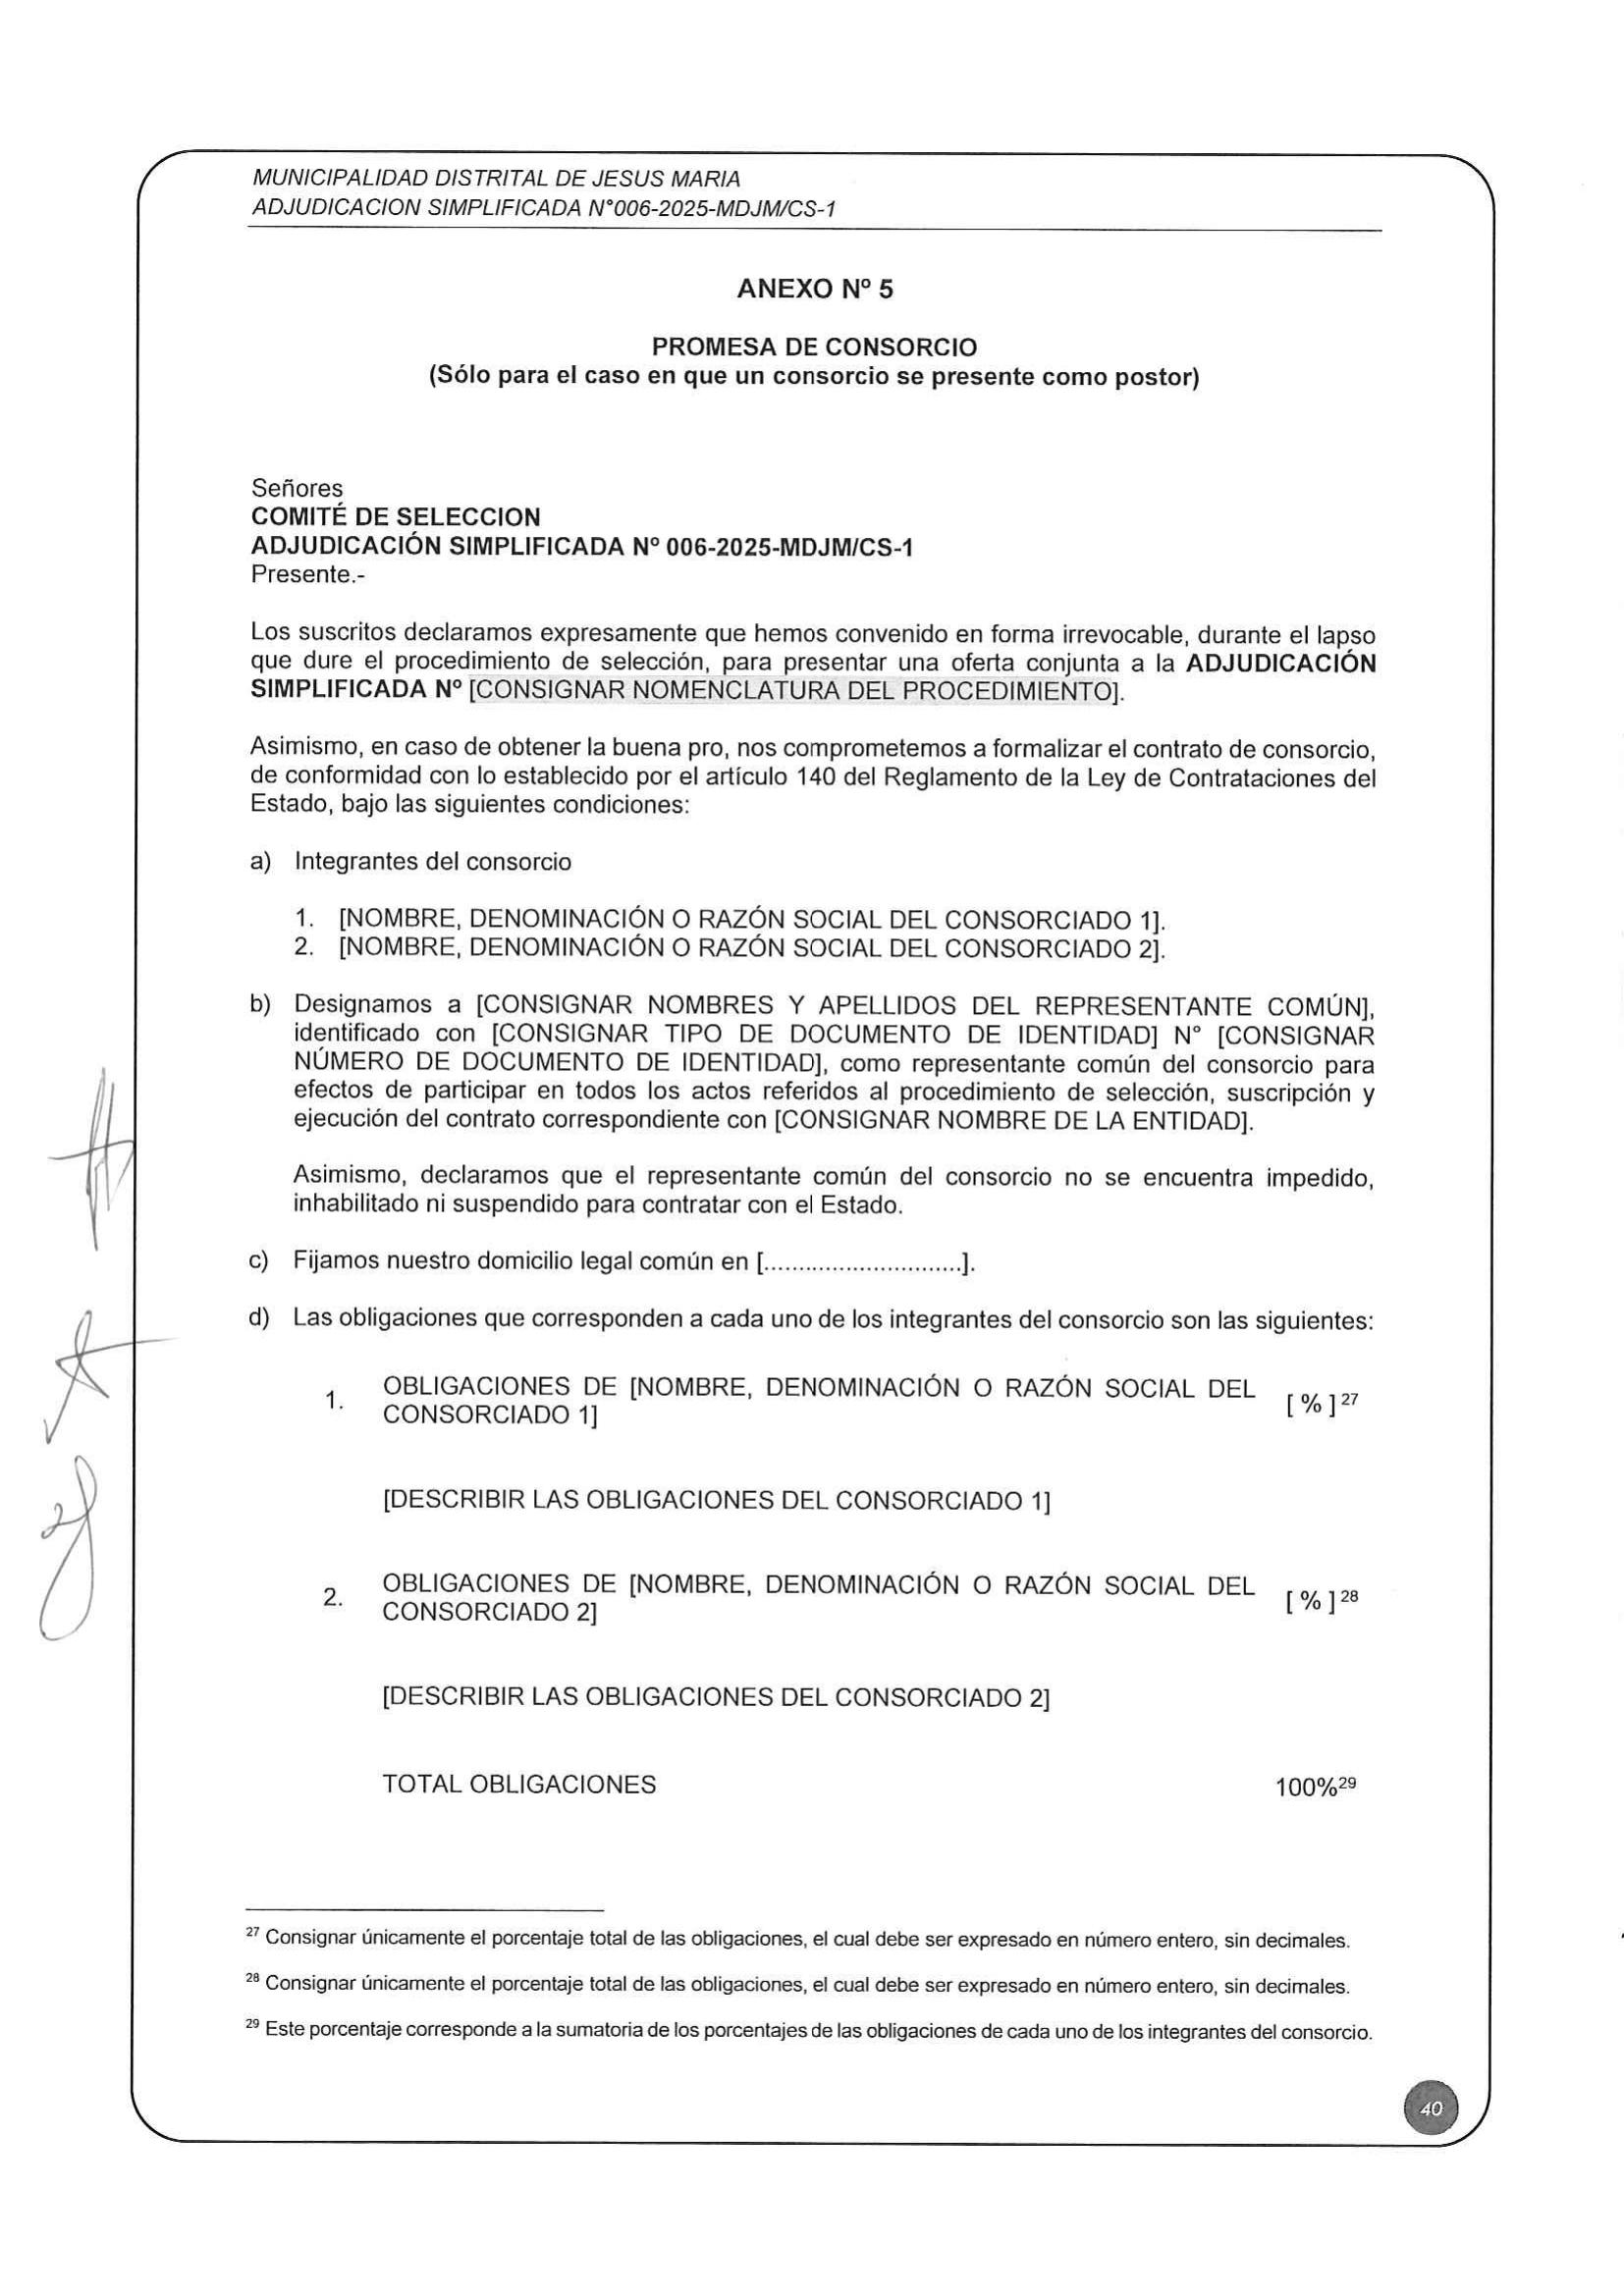 MUNICIPALIDAD DISTRITAL DE JESUS MARIA
ADJUDICACION SIMPLIFICADA N°006-2025-MDJM/CS-1
ANEXO Nº 5
PROMESA DE CONSORCIO
(Sólo para el caso en que un consorcio se presente como postor)
Señores
COMITÉ DE SELECCION
ADJUDICACIÓN SIMPLIFICADA Nº 006-2025-MDJM/CS-1
Presente.-
Los suscritos declaramos expresamente que hemos convenido en forma irrevocable, durante el lapso
que dure el procedimiento de selección, para presentar una oferta conjunta a la ADJUDICACIÓN
SIMPLIFICADA Nº [CONSIGNAR NOMENCLATURA DEL PROCEDIMIENTO].
Asimismo, en caso de obtener la buena pro, nos comprometemos a formalizar el contrato de consorcio,
de conformidad con lo establecido por el artículo 140 del Reglamento de la Ley de Contrataciones del
Estado, bajo las siguientes condiciones:
a) Integrantes del consorcio
1. [NOMBRE, DENOMINACIÓN O RAZÓN SOCIAL DEL CONSORCIADO 1].
2. [NOMBRE, DENOMINACIÓN O RAZÓN SOCIAL DEL CONSORCIADO 2].
b) Designamos a [CONSIGNAR NOMBRES Y APELLIDOS DEL REPRESENTANTE COMÚN],
identificado con [CONSIGNAR TIPO DE DOCUMENTO DE IDENTIDAD] N° [CONSIGNAR
NÚMERO DE DOCUMENTO DE IDENTIDAD], como representante común del consorcio para
efectos de participar en todos los actos referidos al procedimiento de selección, suscripción y
ejecución del contrato correspondiente con [CONSIGNAR NOMBRE DE LA ENTIDAD].
Asimismo, declaramos que el representante común del consorcio no se encuentra impedido,
inhabilitado ni suspendido para contratar con el Estado.
c) Fijamos nuestro domicilio legal común en [............................].
d) Las obligaciones que corresponden a cada uno de los integrantes del consorcio son las siguientes:
1. OBLIGACIONES DE [NOMBRE, DENOMINACIÓN O RAZÓN SOCIAL DEL
CONSORCIADO 1] [ % ] 27
[DESCRIBIR LAS OBLIGACIONES DEL CONSORCIADO 1]
2. OBLIGACIONES DE [NOMBRE, DENOMINACIÓN O RAZÓN SOCIAL DEL
CONSORCIADO 2] [ % ] 28
[DESCRIBIR LAS OBLIGACIONES DEL CONSORCIADO 2]
TOTAL OBLIGACIONES 100%29
27 Consignar únicamente el porcentaje total de las obligaciones, el cual debe ser expresado en número entero, sin decimales.
28 Consignar únicamente el porcentaje total de las obligaciones, el cual debe ser expresado en número entero, sin decimales.
29 Este porcentaje corresponde a la sumatoria de los porcentajes de las obligaciones de cada uno de los integrantes del consorcio.
40